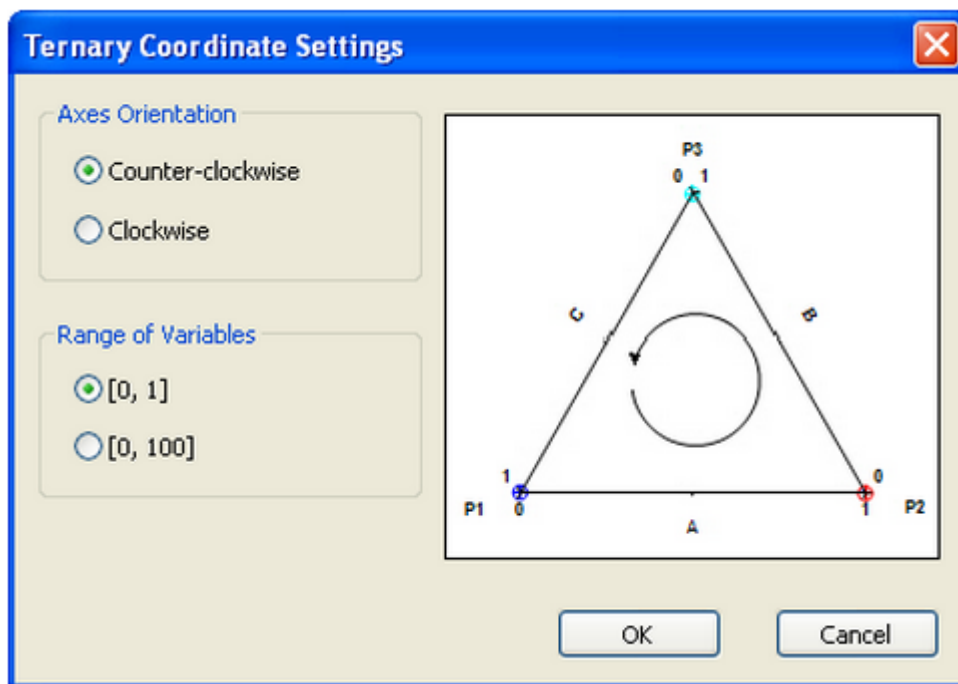 Ternary Coordinate Settings
Axes Orientation
Counter-clockwise
Clockwise
Range of Variables
[0, 1]
[0, 100]
P3
0 1
C
B
1
0
P1
0
1
P2
A
OK
Cancel